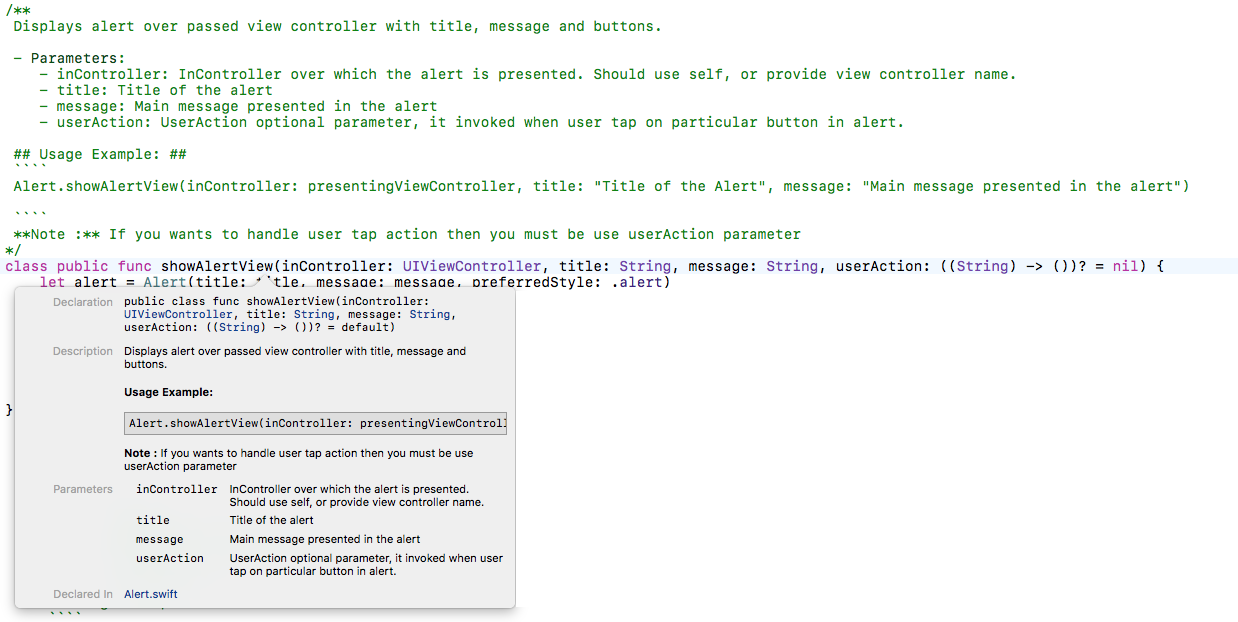 /**
Displays alert over passed view controller with title, message and buttons.
- Parameters:
- inController: InController over which the alert is presented. Should use self, or provide view controller name.
- title: Title of the alert
- message: Main message presented in the alert
- userAction: UserAction optional parameter, it invoked when user tap on particular button in alert.
## Usage Example: ##
````
Alert.showAlertView(inController: presentingViewController, title: "Title of the Alert", message: "Main message presented in the alert")
````
**Note :** If you wants to handle user tap action then you must be use userAction parameter
*/
class public func showAlertView(inController: UIViewController, title: String, message: String, userAction: ((String) -> ())? = nil) {
let alert = Alert(title: title, message: message, preferredStyle: .alert)
Declaration public class func showAlertView(inController:
UIViewController, title: String, message: String,
userAction: ((String) -> ())? = default)
Description Displays alert over passed view controller with title, message and
buttons.
Usage Example:
}
Alert.showAlertView(inController: presentingViewControl
Note : If you wants to handle user tap action then you must be use
userAction parameter
Parameters inController InController over which the alert is presented.
Should use self, or provide view controller name.
title Title of the alert
message Main message presented in the alert
userAction UserAction optional parameter, it invoked when user
tap on particular button in alert.
Declared In Alert.swift
````